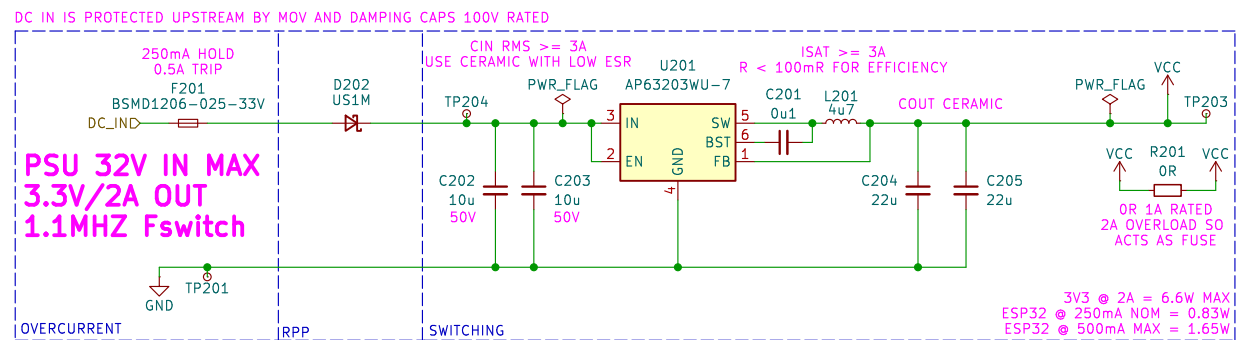 DC IN IS PROTECTED UPSTREAM BY MOV AND DAMPING CAPS 100V RATED
250mA HOLD
0.5A TRIP
F201
BSMD1206-025-33V
DC_IN
PSU 32V IN MAX
3.3V/2A OUT
1.1MHZ Fswitch
TP201
GND
OVERCURRENT
D202
US1M
RPP
CIN RMS >= 3A
USE CERAMIC WITH LOW ESR
TP204
PWR_FLAG
C202
10u
50V
C203
10u
50V
U201
AP63203WU-7
3
IN
2
EN
GND
4
SW
5
BST
6
FB
1
ISAT >= 3A
R < 100mR FOR EFFICIENCY
C201
0u1
L201
4u7
COUT CERAMIC
C204
22u
C205
22u
PWR_FLAG
VCC
TP203
VCC
R201
0R
VCC
0R 1A RATED
2A OVERLOAD SO
ACTS AS FUSE
SWITCHING
3V3 @ 2A = 6.6W MAX
ESP32 @ 250mA NOM = 0.83W
ESP32 @ 500mA MAX = 1.65W